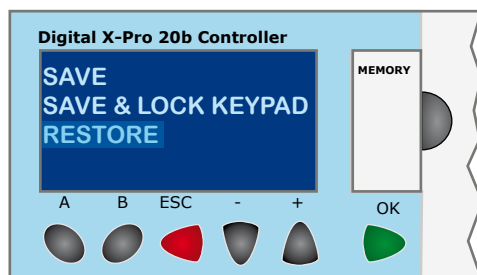 Digital X-Pro 20b Controller
SAVE
SAVE & LOCK KEYPAD
RESTORE
MEMORY
A B ESC - + OK